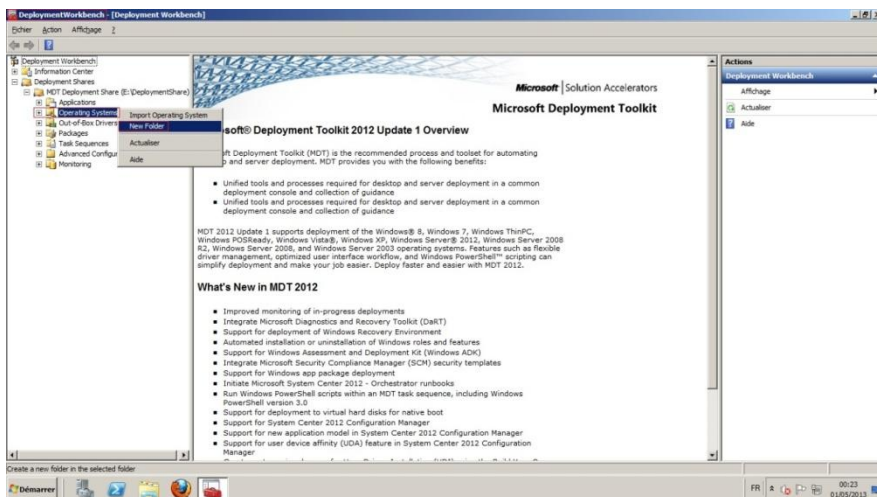 DeploymentWorkbench - [Deployment Workbench]
Fichier Action Affichage ?
Deployment Workbench
Information Center
Deployment Shares
MDT Deployment Share (E:\DeploymentShare)
Applications
Operating Systems
Out-of-Box Drivers
Packages
Task Sequences
Advanced Configur
Monitoring
Import Operating System
New Folder
Actualiser
Aide
Microsoft Solution Accelerators
Microsoft Deployment Toolkit
soft® Deployment Toolkit 2012 Update 1 Overview
ft Deployment Toolkit (MDT) is the recommended process and toolset for automating
p and server deployment. MDT provides you with the following benefits:
Unified tools and processes required for desktop and server deployment in a common
deployment console and collection of guidance
Unified tools and processes required for desktop and server deployment in a common
deployment console and collection of guidance
MDT 2012 Update 1 supports deployment of the Windows® 8, Windows 7, Windows ThinPC,
Windows POSReady, Windows Vista®, Windows XP, Windows Server® 2012, Windows Server 2008
R2, Windows Server 2008, and Windows Server 2003 operating systems. Features such as flexible
driver management, optimized user interface workflow, and Windows PowerShell™ scripting can
simplify deployment and make your job easier. Deploy faster and easier with MDT 2012.
What's New in MDT 2012
Improved monitoring of in-progress deployments
Integrate Microsoft Diagnostics and Recovery Toolkit (DaRT)
Support for deployment of Windows Recovery Environment
Automated installation or uninstallation of Windows roles and features
Support for Windows Assessment and Deployment Kit (Windows ADK)
Integrate Microsoft Security Compliance Manager (SCM) security templates
Support for Windows app package deployment
Initiate Microsoft System Center 2012 - Orchestrator runbooks
Run Windows PowerShell scripts within an MDT task sequence, including Windows
PowerShell version 3.0
Support for deployment to virtual hard disks for native boot
Support for System Center 2012 Configuration Manager
Support for new application model in System Center 2012 Configuration Manager
Support for user device affinity (UDA) feature in System Center 2012 Configuration
Manager
Actions
Deployment Workbench
Affichage
Actualiser
Aide
Create a new folder in the selected folder
Démarrer
FR
00:23
01/05/2013